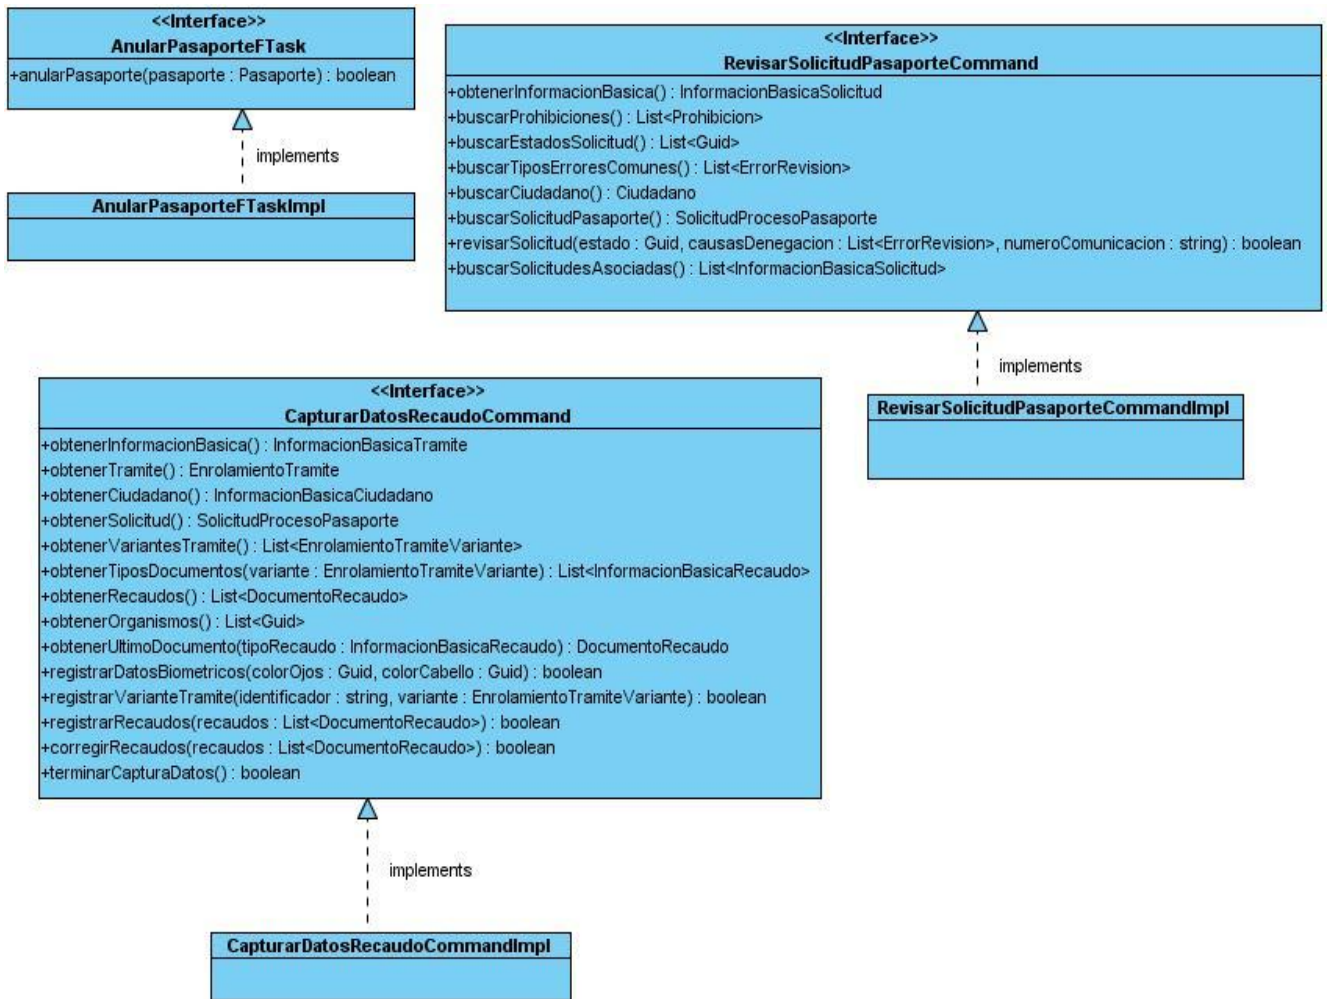 <<Interface>>
AnularPasaporteFTask
+anularPasaporte(pasaporte : Pasaporte) : boolean
implements
AnularPasaporteFTaskImpl
<<Interface>>
RevisarSolicitudPasaporteCommand
+obtenerInformacionBasica() : InformacionBasicaSolicitud
+buscarProhibiciones() : List<Prohibicion>
+buscarEstadosSolicitud() : List<Guid>
+buscarTiposErroresComunes() : List<ErrorRevision>
+buscarCiudadano() : Ciudadano
+buscarSolicitudPasaporte() : SolicitudProcesoPasaporte
+revisarSolicitud(estado : Guid, causasDenegacion : List<ErrorRevision>, numeroComunicacion : string) : boolean
+buscarSolicitudesAsociadas() : List<InformacionBasicaSolicitud>
implements
RevisarSolicitudPasaporteCommandImpl
<<Interface>>
CapturarDatosRecaudoCommand
+obtenerInformacionBasica() : InformacionBasicaTramite
+obtenerTramite() : EnrolamientoTramite
+obtenerCiudadano() : InformacionBasicaCiudadano
+obtenerSolicitud() : SolicitudProcesoPasaporte
+obtenerVariantesTramite() : List<EnrolamientoTramiteVariante>
+obtenerTiposDocumentos(variante : EnrolamientoTramiteVariante) : List<InformacionBasicaRecaudo>
+obtenerRecaudos() : List<DocumentoRecaudo>
+obtenerOrganismos() : List<Guid>
+obtenerUltimoDocumento(tipoRecaudo : InformacionBasicaRecaudo) : DocumentoRecaudo
+registrarDatosBiometricos(colorOjos : Guid, colorCabello : Guid) : boolean
+registrarVarianteTramite(identificador : string, variante : EnrolamientoTramiteVariante) : boolean
+registrarRecaudos(recaudos : List<DocumentoRecaudo>) : boolean
+corregirRecaudos(recaudos : List<DocumentoRecaudo>) : boolean
+terminarCapturaDatos() : boolean
implements
CapturarDatosRecaudoCommandImpl